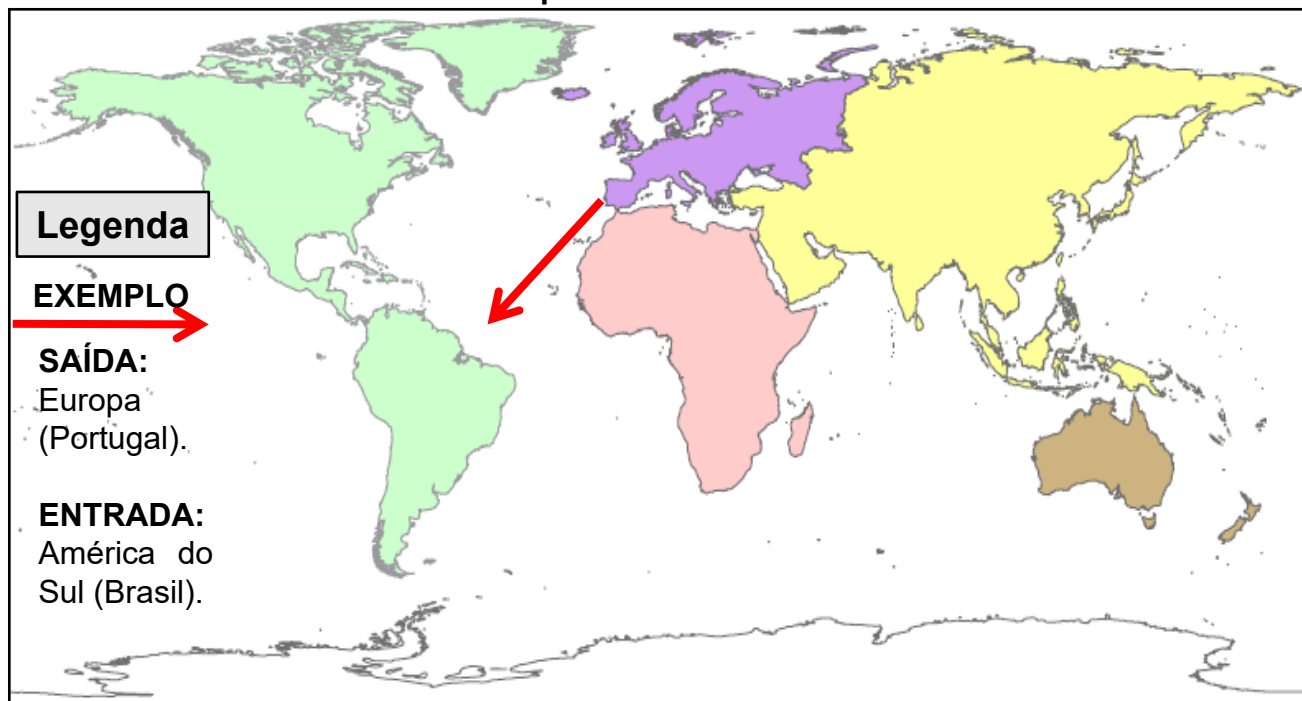 Legenda
EXEMPLO
SAÍDA:
Europa
(Portugal).
ENTRADA:
América do
Sul (Brasil).